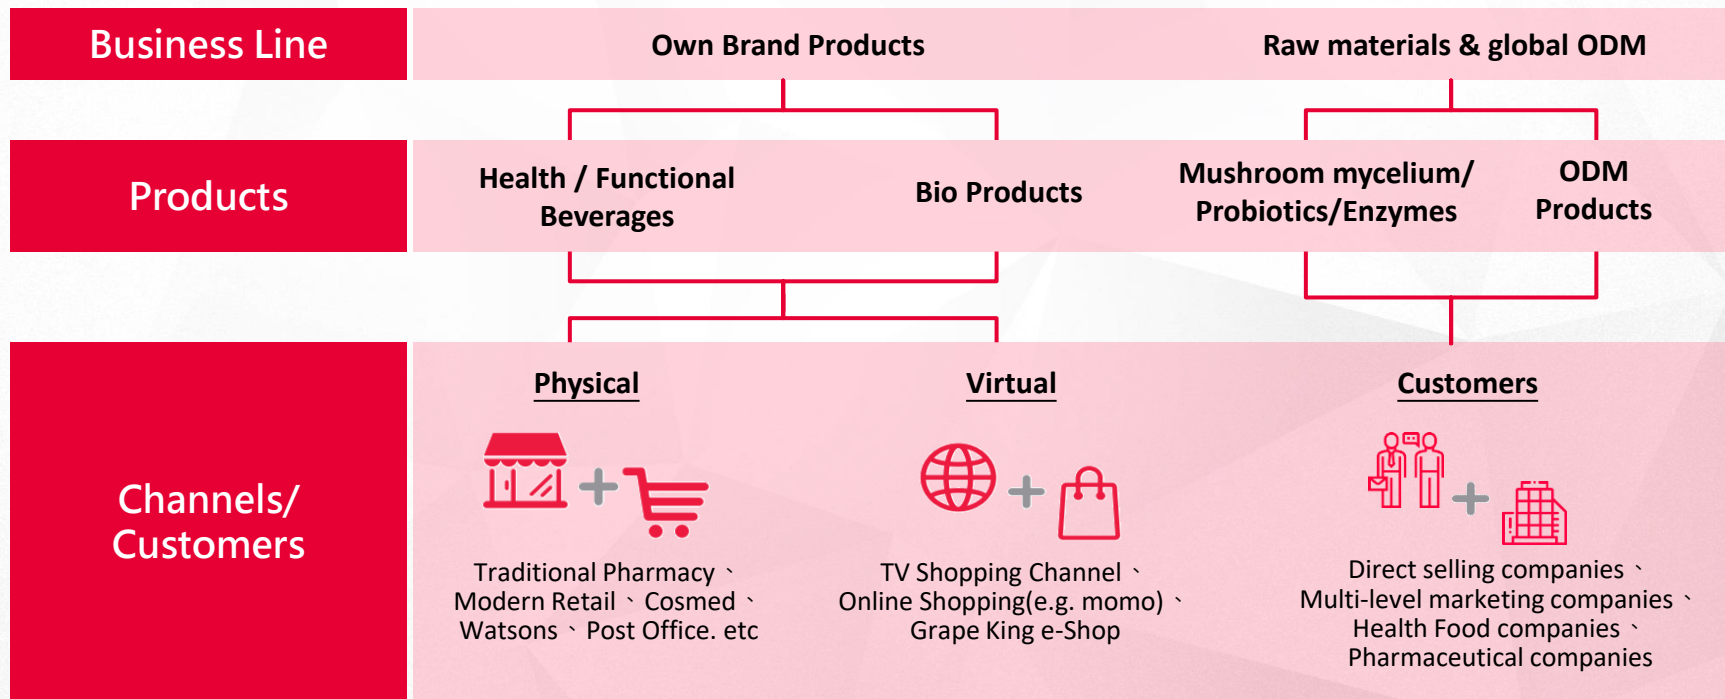 Business Line
Own Brand Products
Raw materials & global ODM
Products
Health / Functional
Beverages
Bio Products
Mushroom mycelium/
Probiotics/Enzymes
ODM
Products
Channels/
Customers
Physical
Traditional Pharmacy、
Modern Retail、Cosmed、
Watsons、Post Office. etc
Virtual
TV Shopping Channel、
Online Shopping(e.g. momo)、
Grape King e-Shop
Customers
Direct selling companies、
Multi-level marketing companies、
Health Food companies、
Pharmaceutical companies